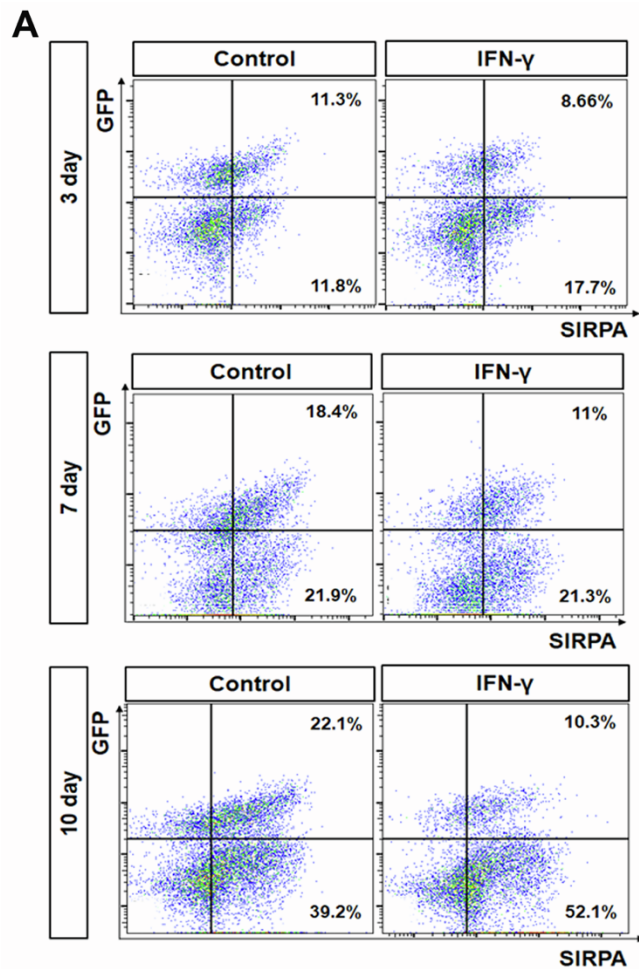 A
3 day
Control
IFN-γ
GFP
11.3%
8.66%
11.8%
17.7%
SIRPA
7 day
Control
IFN-γ
GFP
18.4%
11%
21.9%
21.3%
SIRPA
10 day
Control
IFN-γ
GFP
22.1%
10.3%
39.2%
52.1%
SIRPA